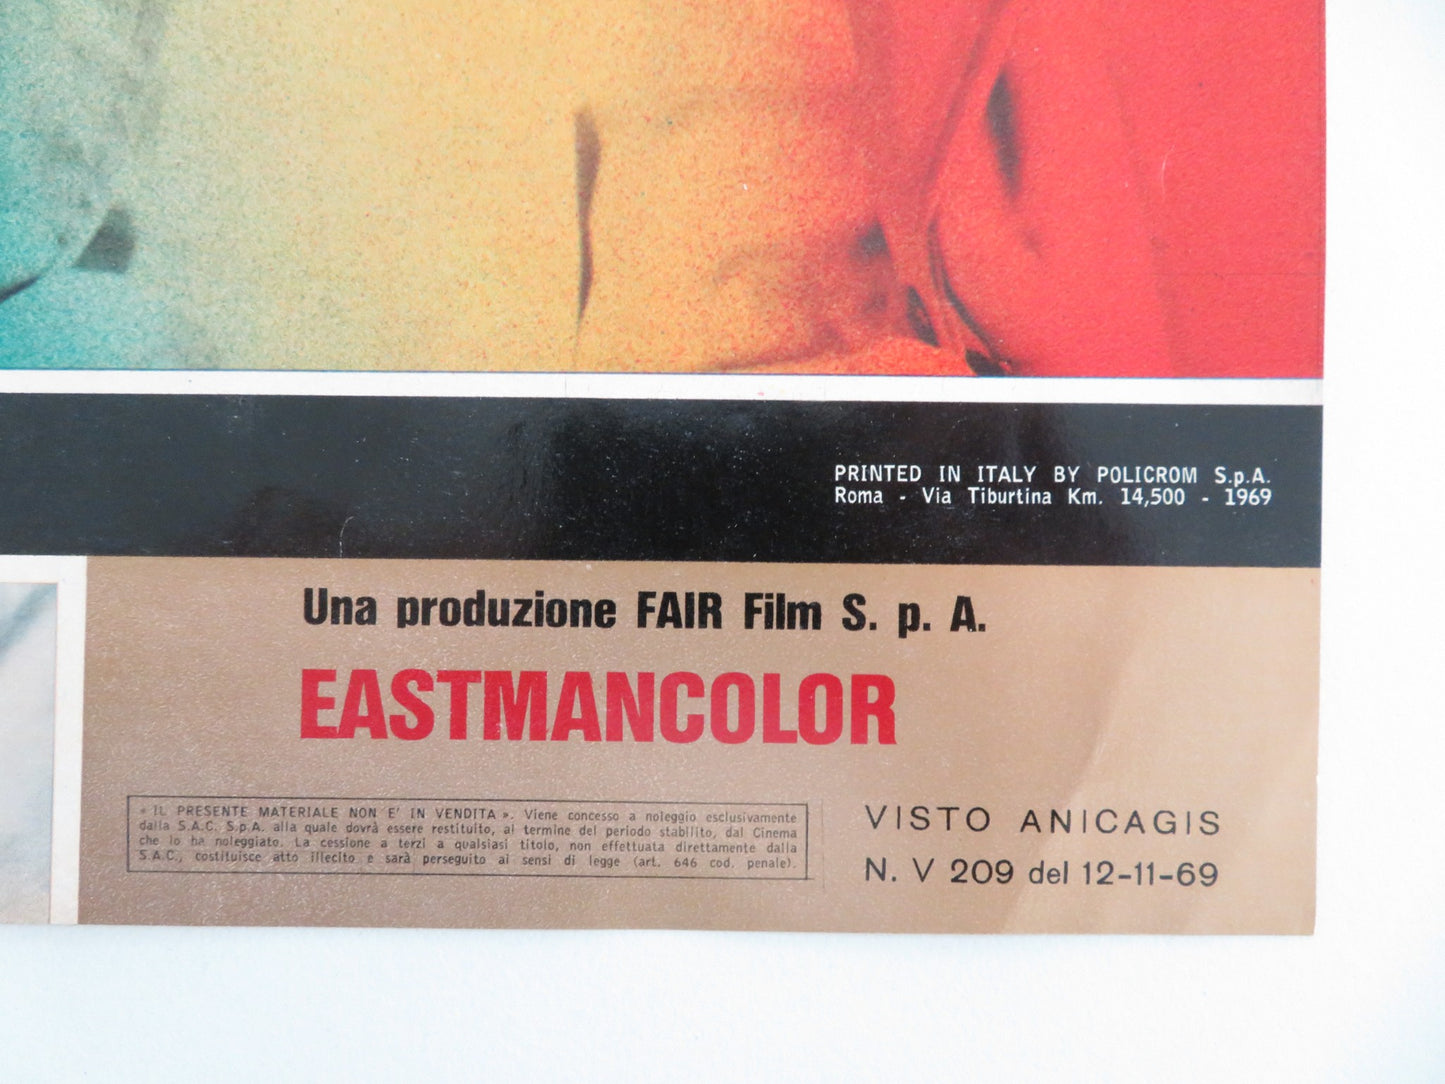 PRINTED IN ITALY BY POLICROM S.p.A.
Roma - Via Tiburtina Km. 14,500 - 1969
Una produzione FAIR Film S. p. A.
EASTMANCOLOR
« IL PRESENTE MATERIALE NON E' IN VENDITA ». Viene concesso a noleggio esclusivamente
dalla S.A.C. S.p.A. alla quale dovrà essere restituito, al termine del periodo stabilito, dal Cinema
che lo ha noleggiato. La cessione a terzi a qualsiasi titolo, non effettuata direttamente dalla
S.A.C., costituisce atto illecito e sarà perseguito ai sensi di legge (art. 646 cod. penale).
VISTO ANICAGIS
N. V 209 del 12-11-69